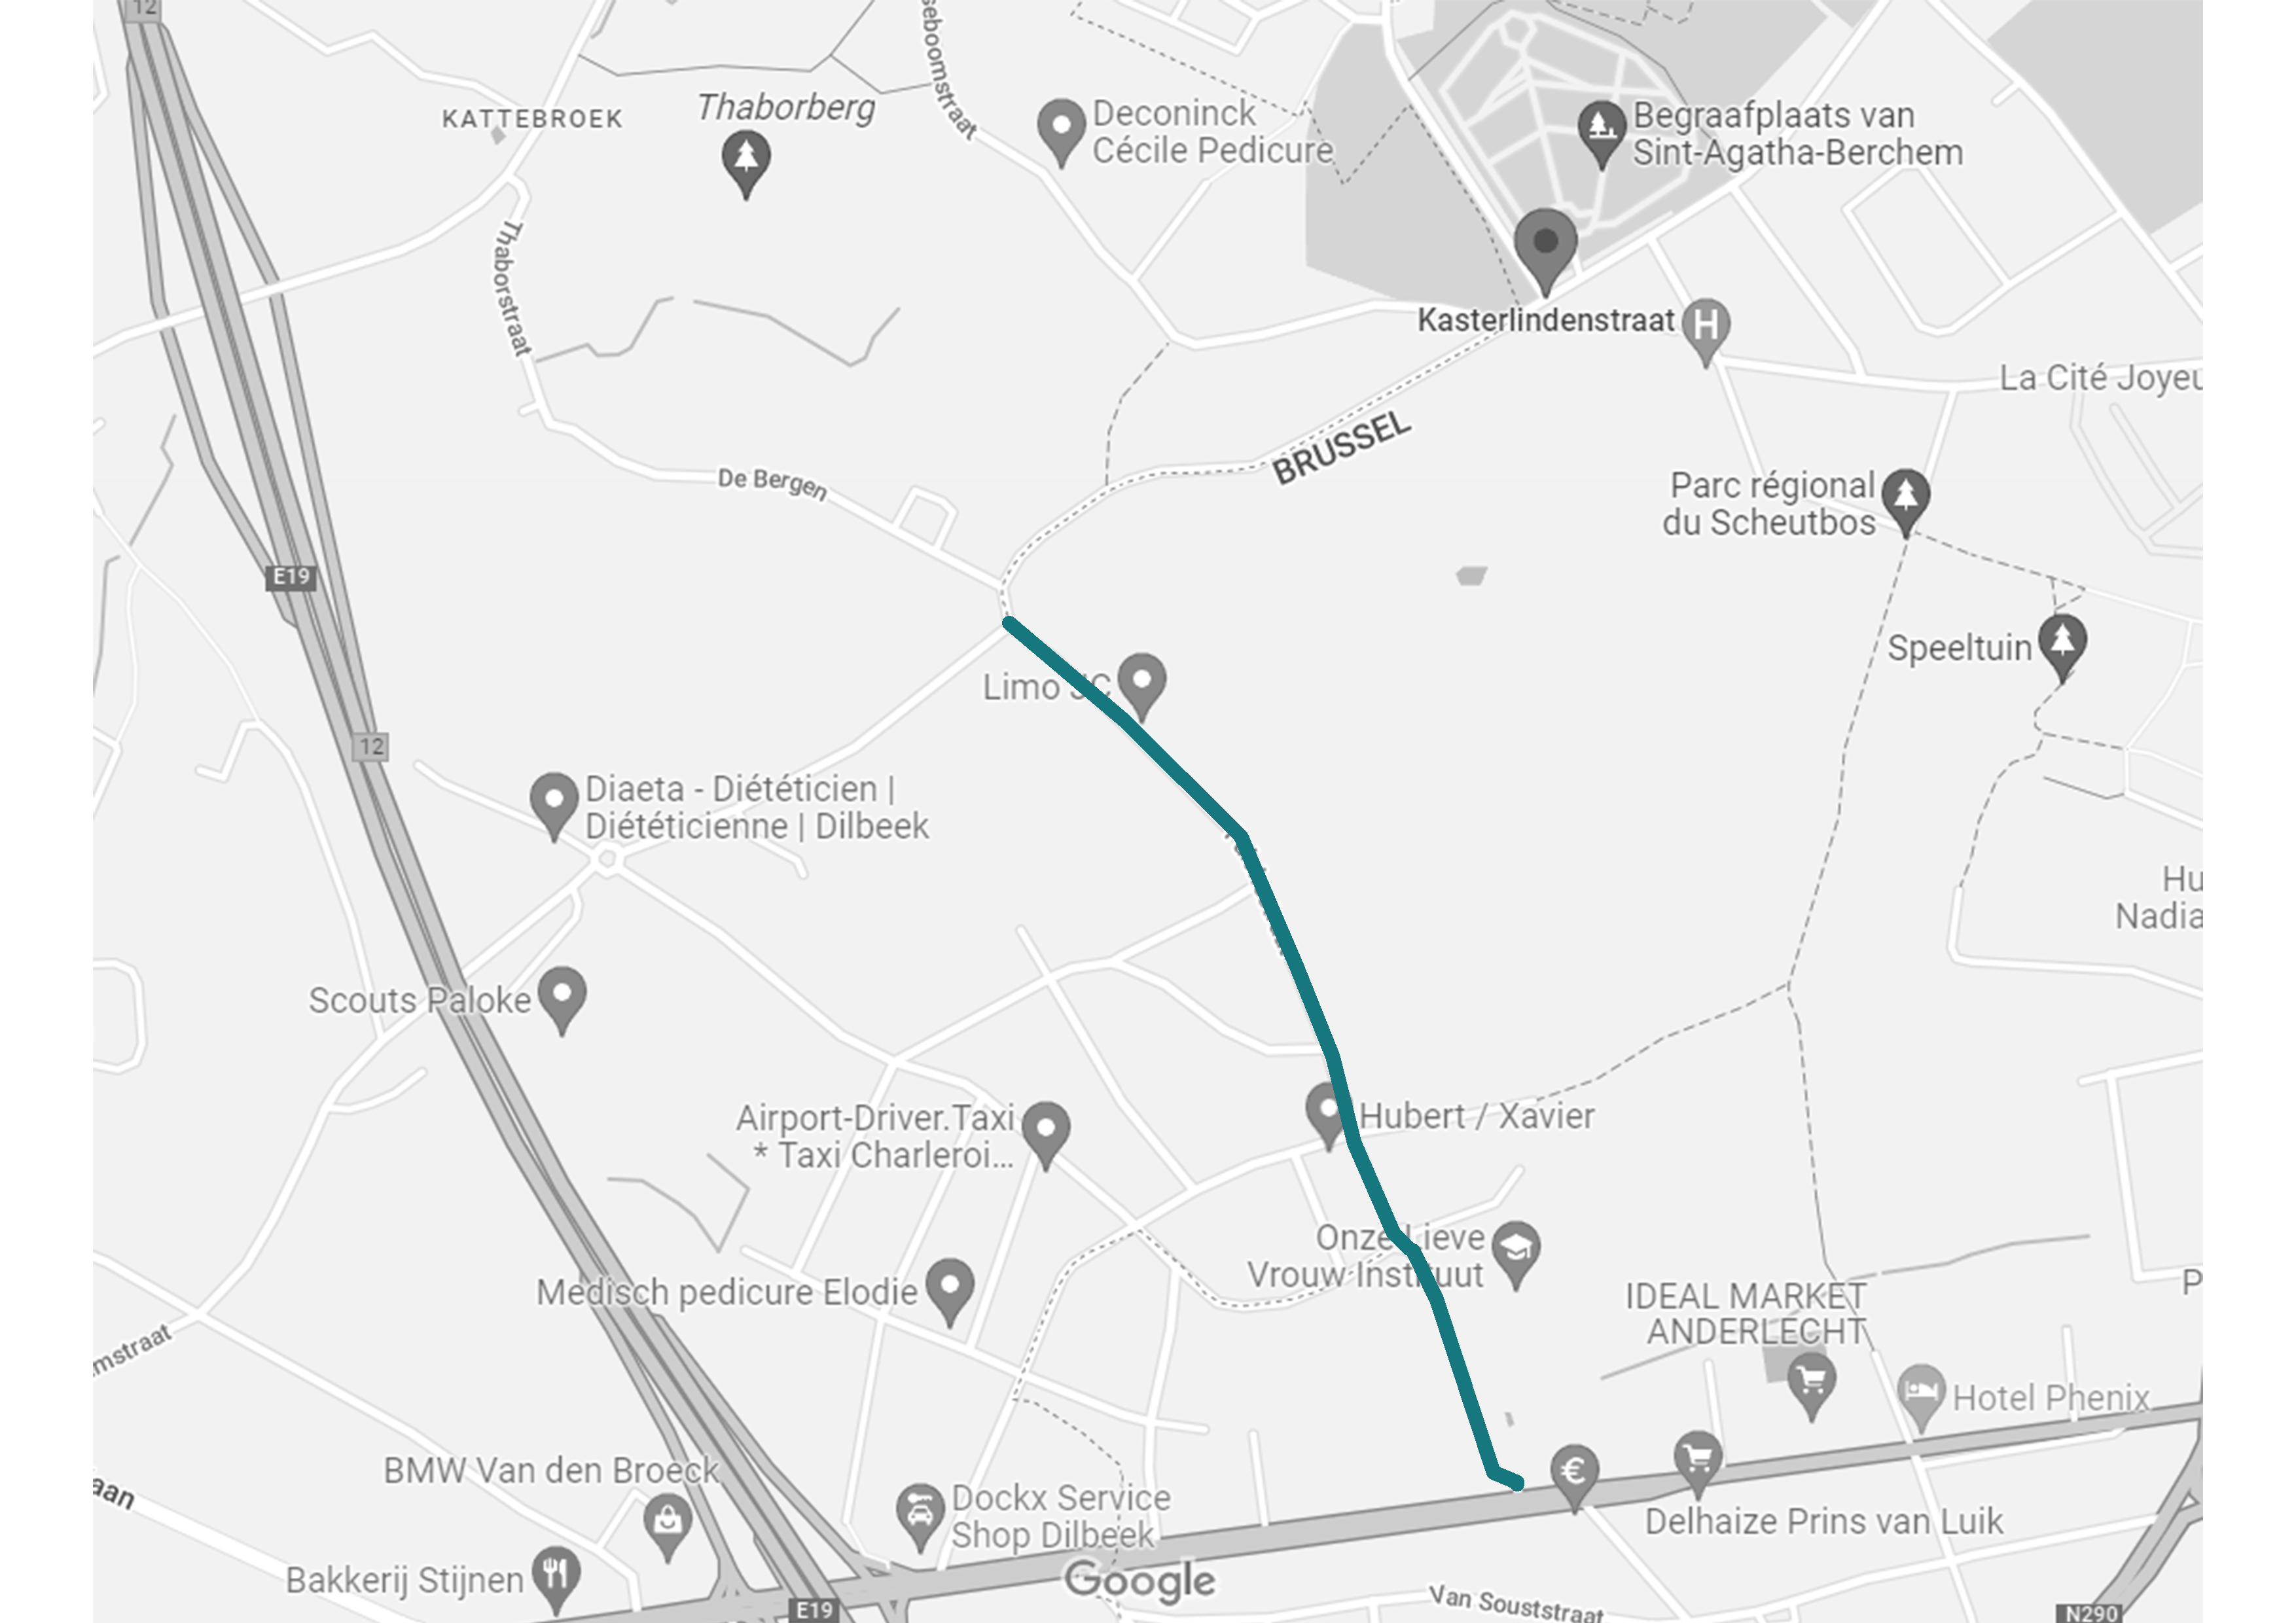 12
seboomstraat
KATTEBROEK
Thaborberg
Deconinck
Cécile Pedicure
Begraafplaats van
Sint-Agatha-Berchem
Thaborstraat
Kasterlindenstraat
H
La Cité Joyeu
BRUSSEL
De Bergen
Parc régional
du Scheutbos
E19
Speeltuin
Limo JC
12
Diaeta - Diététicien |
Diététicienne | Dilbeek
Hu
Nadia
Scouts Paloke
Airport-Driver.Taxi
* Taxi Charleroi...
Hubert / Xavier
Onze Lieve
Vrouw Instituut
Medisch pedicure Elodie
IDEAL MARKET
ANDERLECHT
P
mstraat
Hotel Phenix
BMW Van den Broeck
aan
Dockx Service
Shop Dilbeek
€
Delhaize Prins van Luik
Bakkerij Stijnen
Google
Van Souststraat
E19
N290